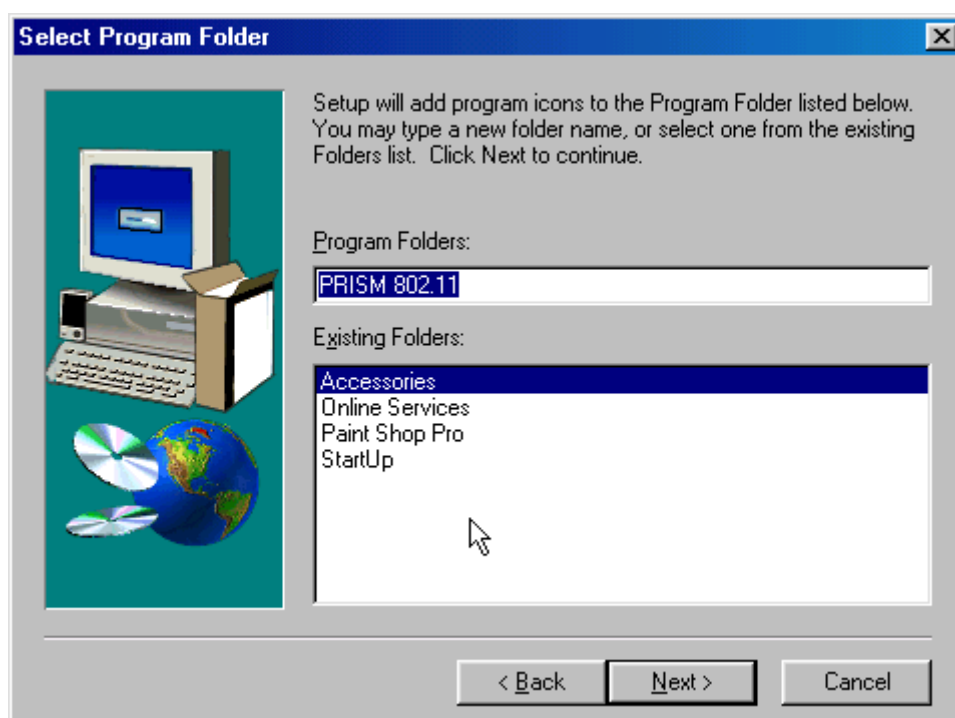 Select Program Folder
Setup will add program icons to the Program Folder listed below.
You may type a new folder name, or select one from the existing
Folders list.  Click Next to continue.
Program Folders:
PRISM 802.11
Existing Folders:
Accessories
Online Services
Paint Shop Pro
StartUp
< Back
Next >
Cancel